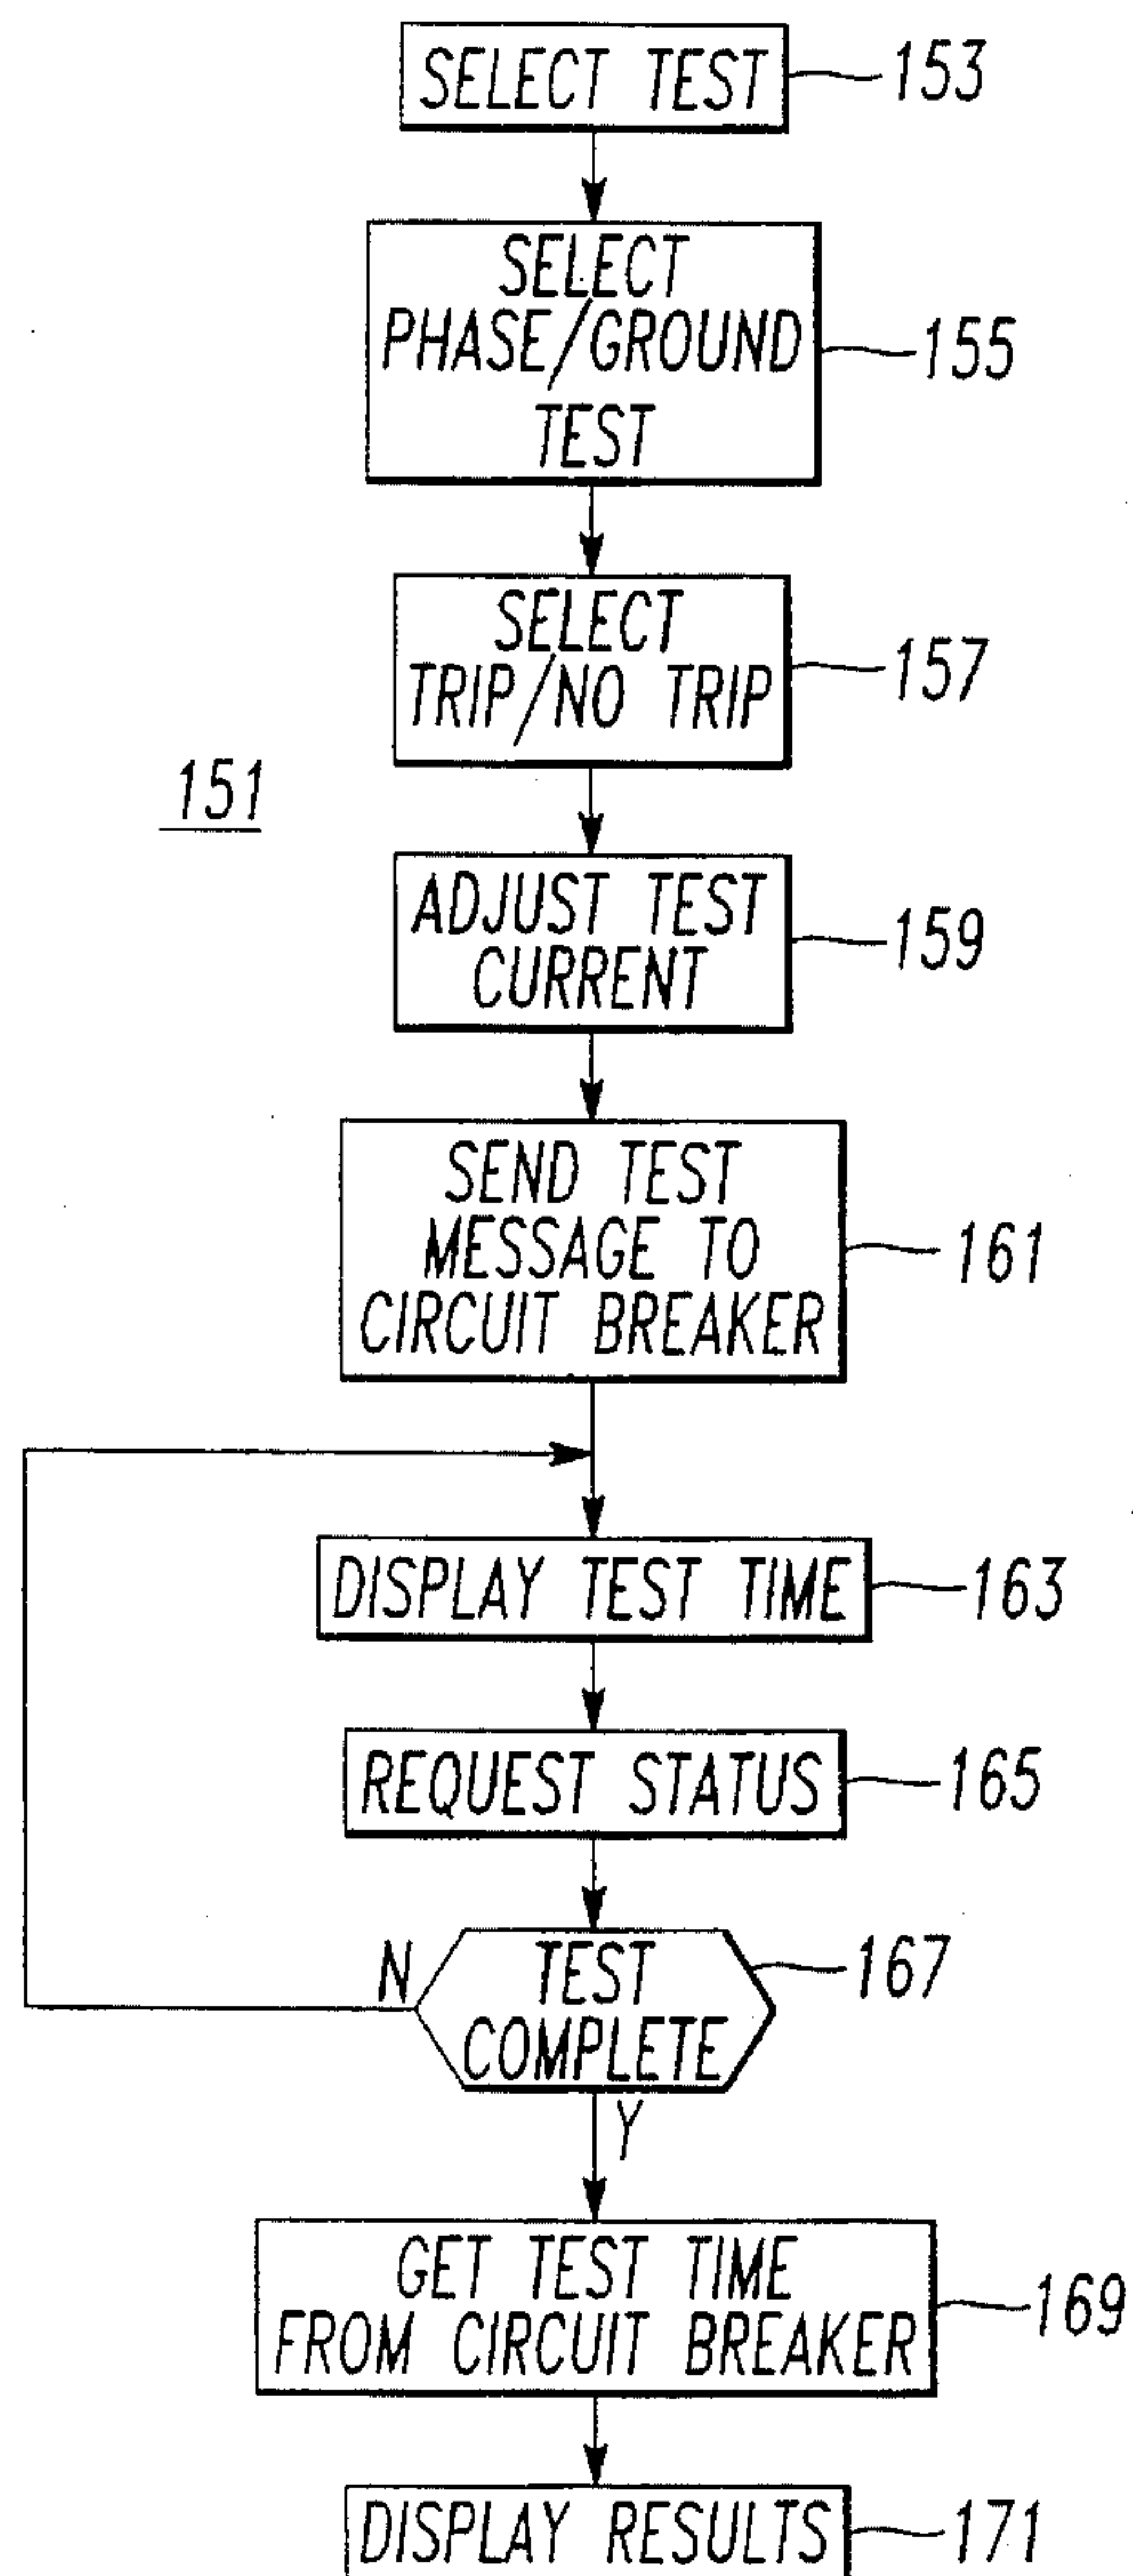 SELECT TEST
153
SELECT
PHASE/GROUND
TEST
155
SELECT
TRIP/NO TRIP
157
151
ADJUST TEST
CURRENT
159
SEND TEST
MESSAGE TO
CIRCUIT BREAKER
161
DISPLAY TEST TIME
163
REQUEST STATUS
165
N
TEST
COMPLETE
167
Y
GET TEST TIME
FROM CIRCUIT BREAKER
169
DISPLAY RESULTS
171